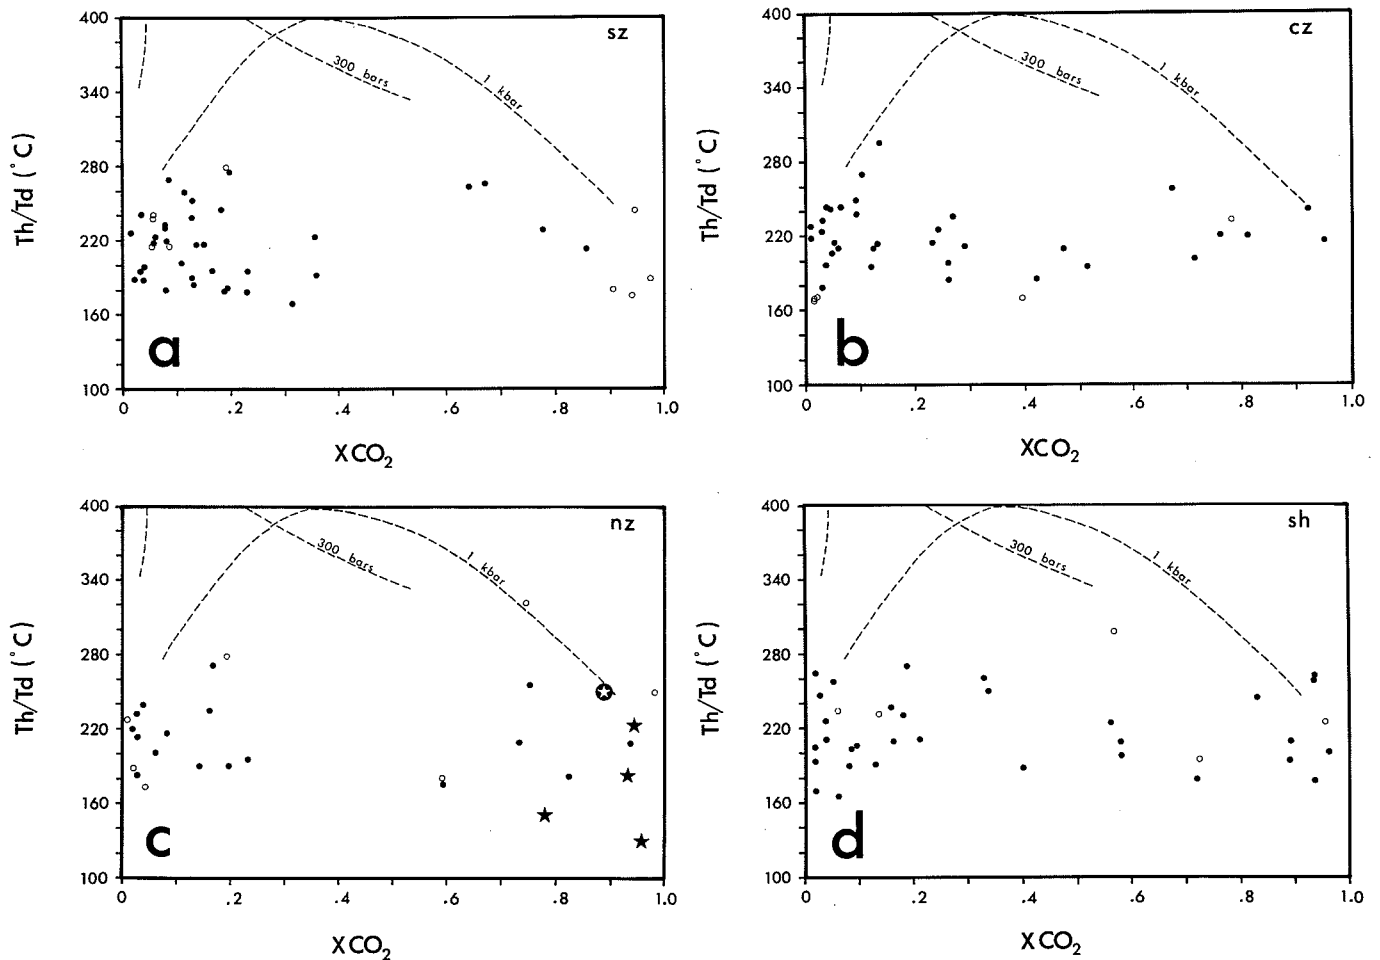 400
340
280
220
160
100
Th/Td (°C)
sz
300 bars
1 kbar
a
0 .2 .4 .6 .8 1.0
XCO₂
400
340
280
220
160
100
Th/Td (°C)
cz
300 bars
1 kbar
b
0 .2 .4 .6 .8 1.0
XCO₂
400
340
280
220
160
100
Th/Td (°C)
nz
300 bars
1 kbar
c
0 .2 .4 .6 .8 1.0
XCO₂
400
340
280
220
160
100
Th/Td (°C)
sh
300 bars
1 kbar
d
0 .2 .4 .6 .8 1.0
XCO₂